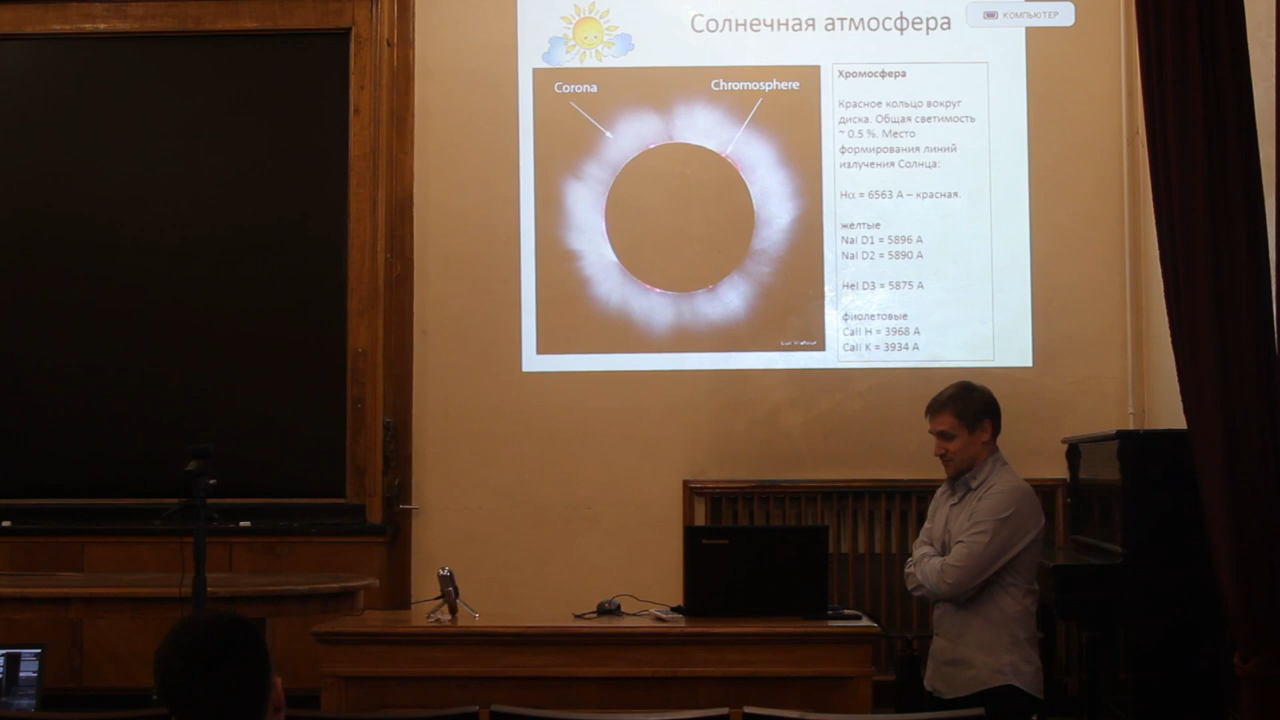 Солнечная атмосфера
КОМПЬЮТЕР
Corona
Chromosphere
Хромосфера
Красное кольцо вокруг
диска. Общая светимость
~ 0.5 %. Место
формирования линий
излучения Солнца:
Hα = 6563 А – красная.
жёлтые
NaI D1 = 5896 А
NaI D2 = 5890 А
HeI D3 = 5875 А
фиолетовые
CaII H = 3968 А
CaII K = 3934 А